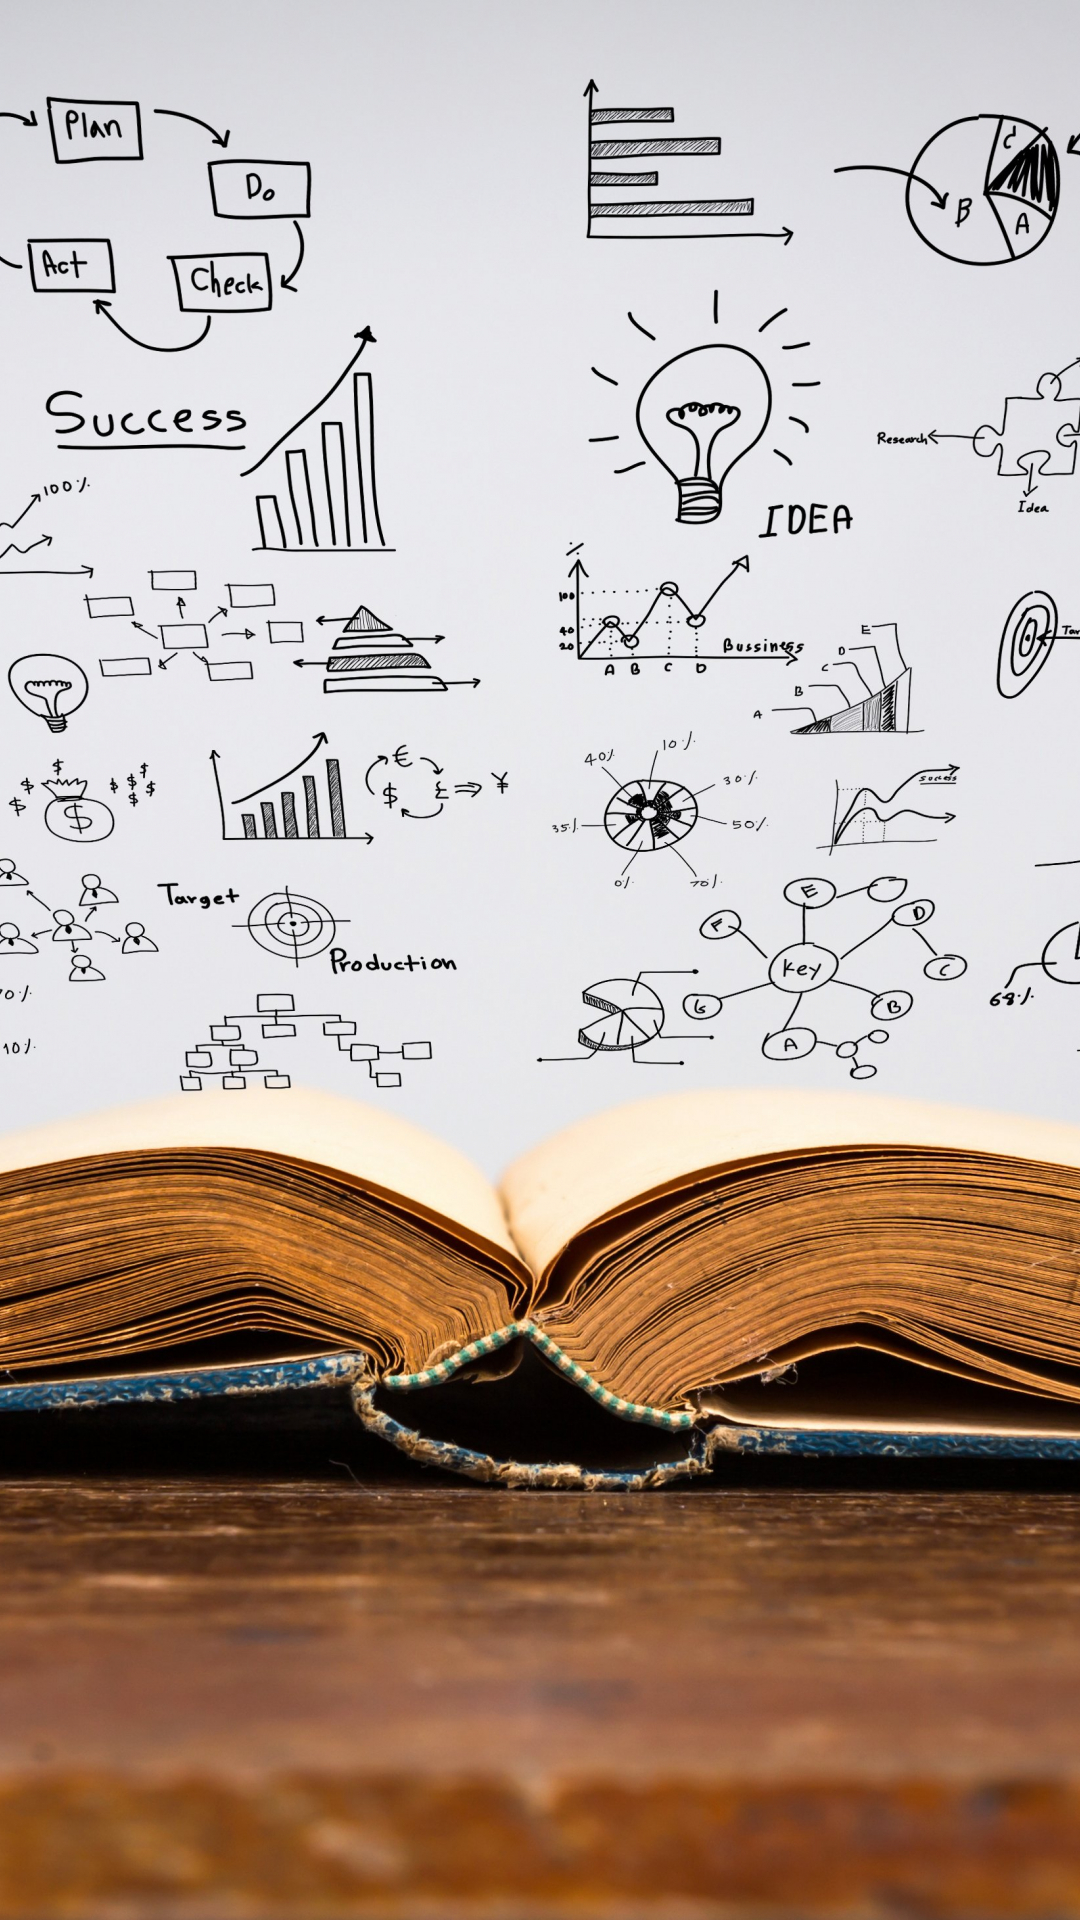 Plan
Do
Act
Check
C
B
A
Success
100%
IDEA
Research
Idea
%
100
40
20
A B C D
Bussiness
E
D
C
B
A
Tar
$
$ $ $
$ $ $ $ $
€
$ £ ⇒ ¥
10%
40%
30%
35%
50%
0%
70%
success
Target
Production
E
D
F
Key
C
G
B
A
70%
10%
68%